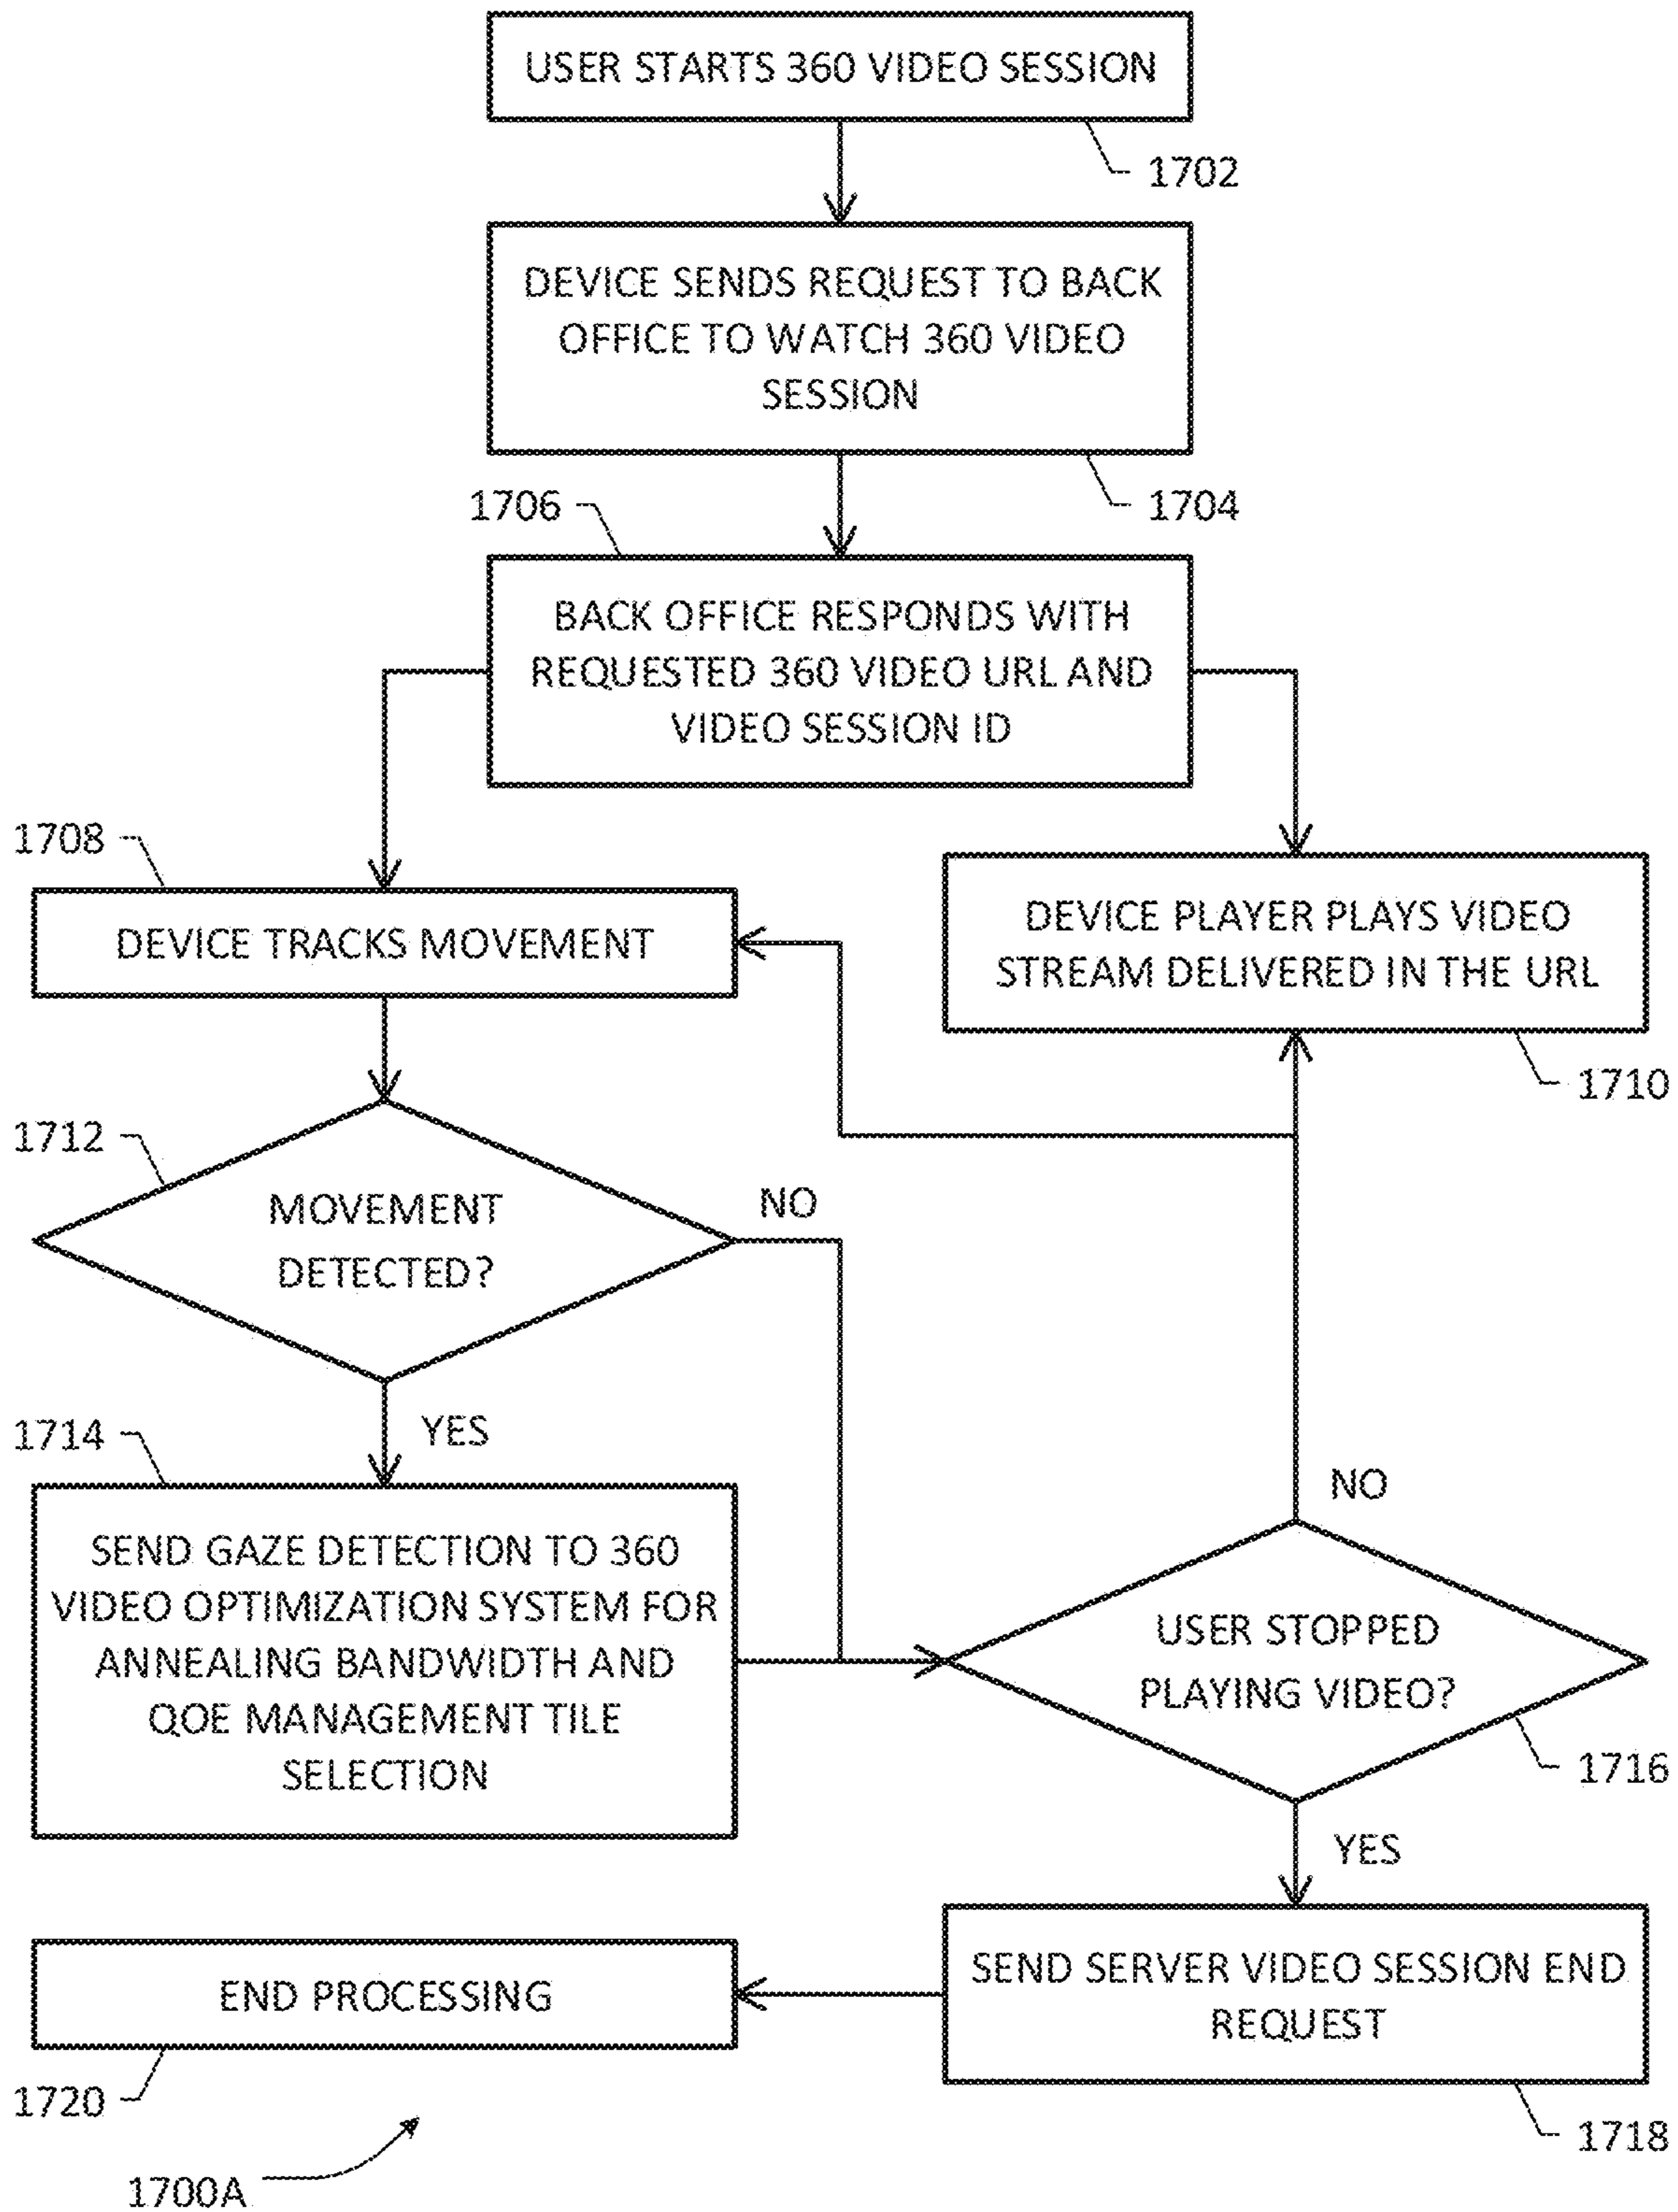 USER STARTS 360 VIDEO SESSION
1702
DEVICE SENDS REQUEST TO BACK
OFFICE TO WATCH 360 VIDEO
SESSION
1704
1706
BACK OFFICE RESPONDS WITH
REQUESTED 360 VIDEO URL AND
VIDEO SESSION ID
1708
DEVICE TRACKS MOVEMENT
DEVICE PLAYER PLAYS VIDEO
STREAM DELIVERED IN THE URL
1710
1712
MOVEMENT
DETECTED?
NO
YES
1714
SEND GAZE DETECTION TO 360
VIDEO OPTIMIZATION SYSTEM FOR
ANNEALING BANDWIDTH AND
QOE MANAGEMENT TILE
SELECTION
NO
USER STOPPED
PLAYING VIDEO?
1716
YES
SEND SERVER VIDEO SESSION END
REQUEST
1718
END PROCESSING
1720
1700A